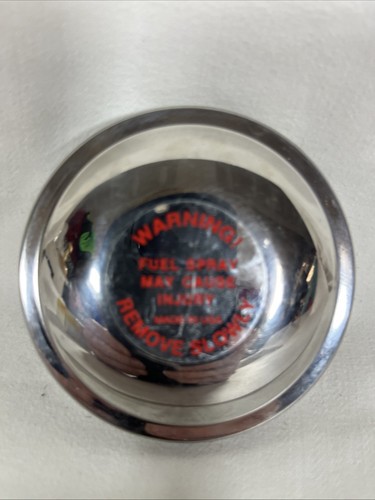 WARNING!
FUEL SPRAY
MAY CAUSE
INJURY
REMOVE SLOWLY